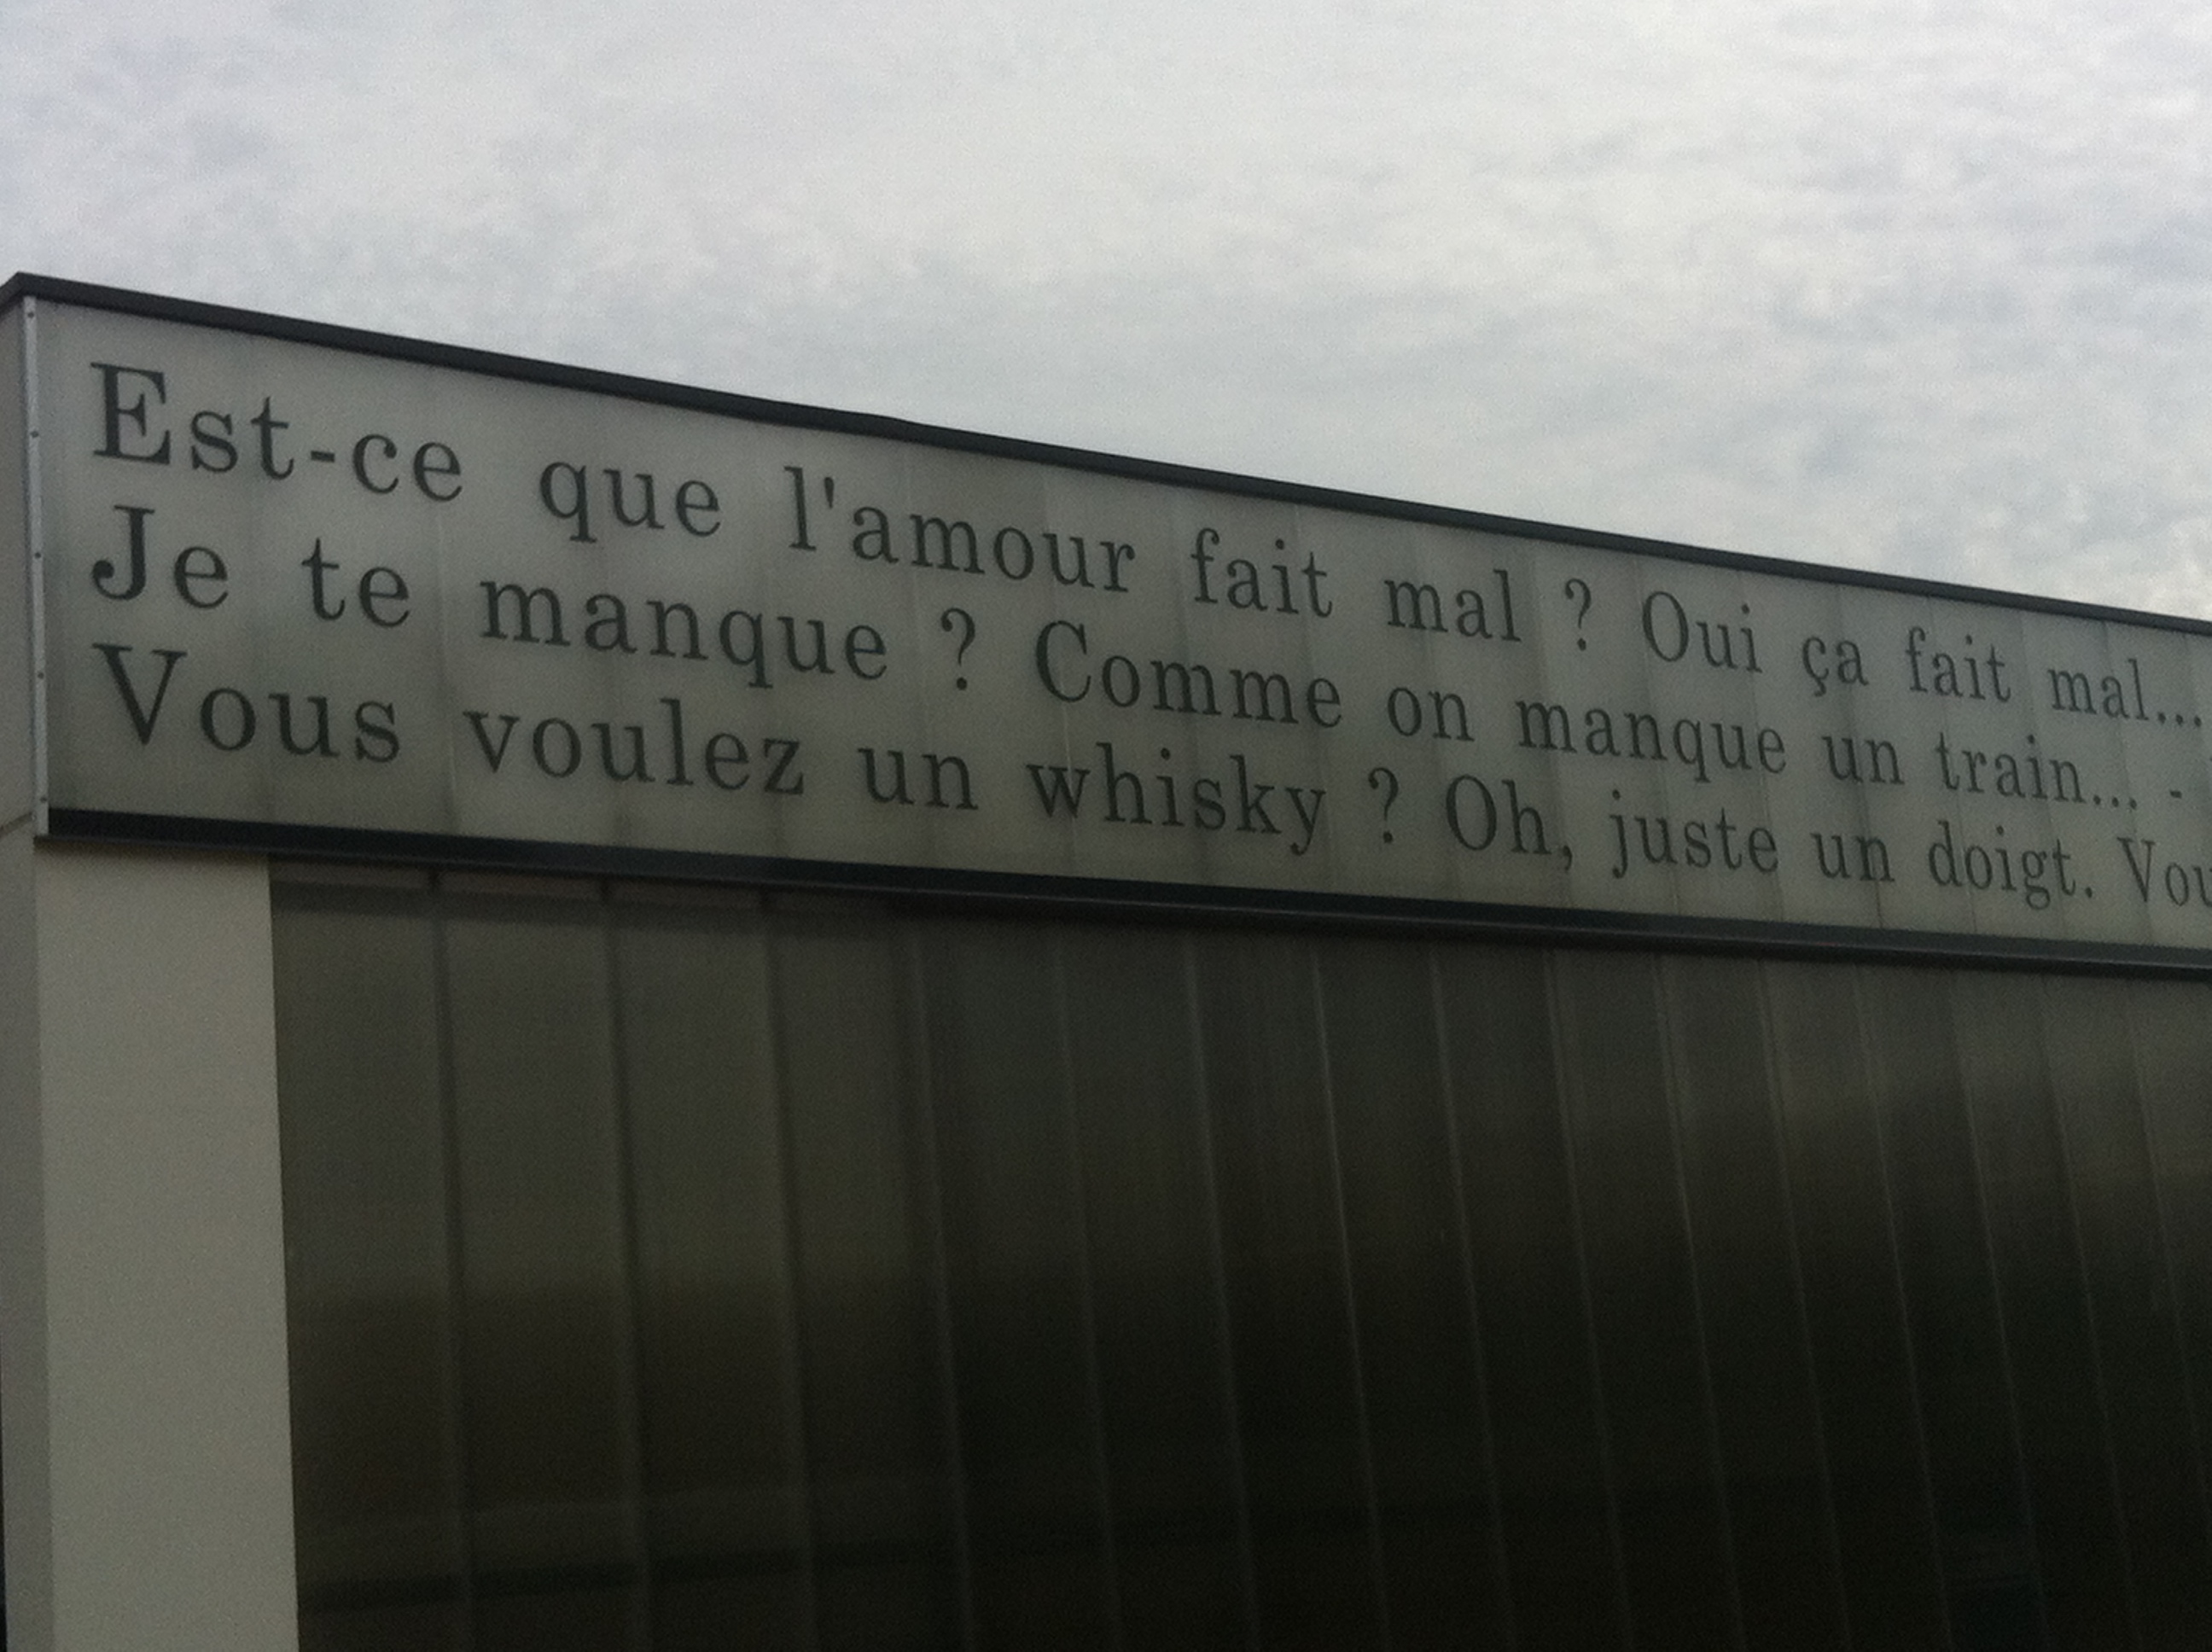 Est-ce que l'amour fait mal ? Oui ça fait mal...
Je te manque ? Comme on manque un train... -
Vous voulez un whisky ? Oh, juste un doigt.